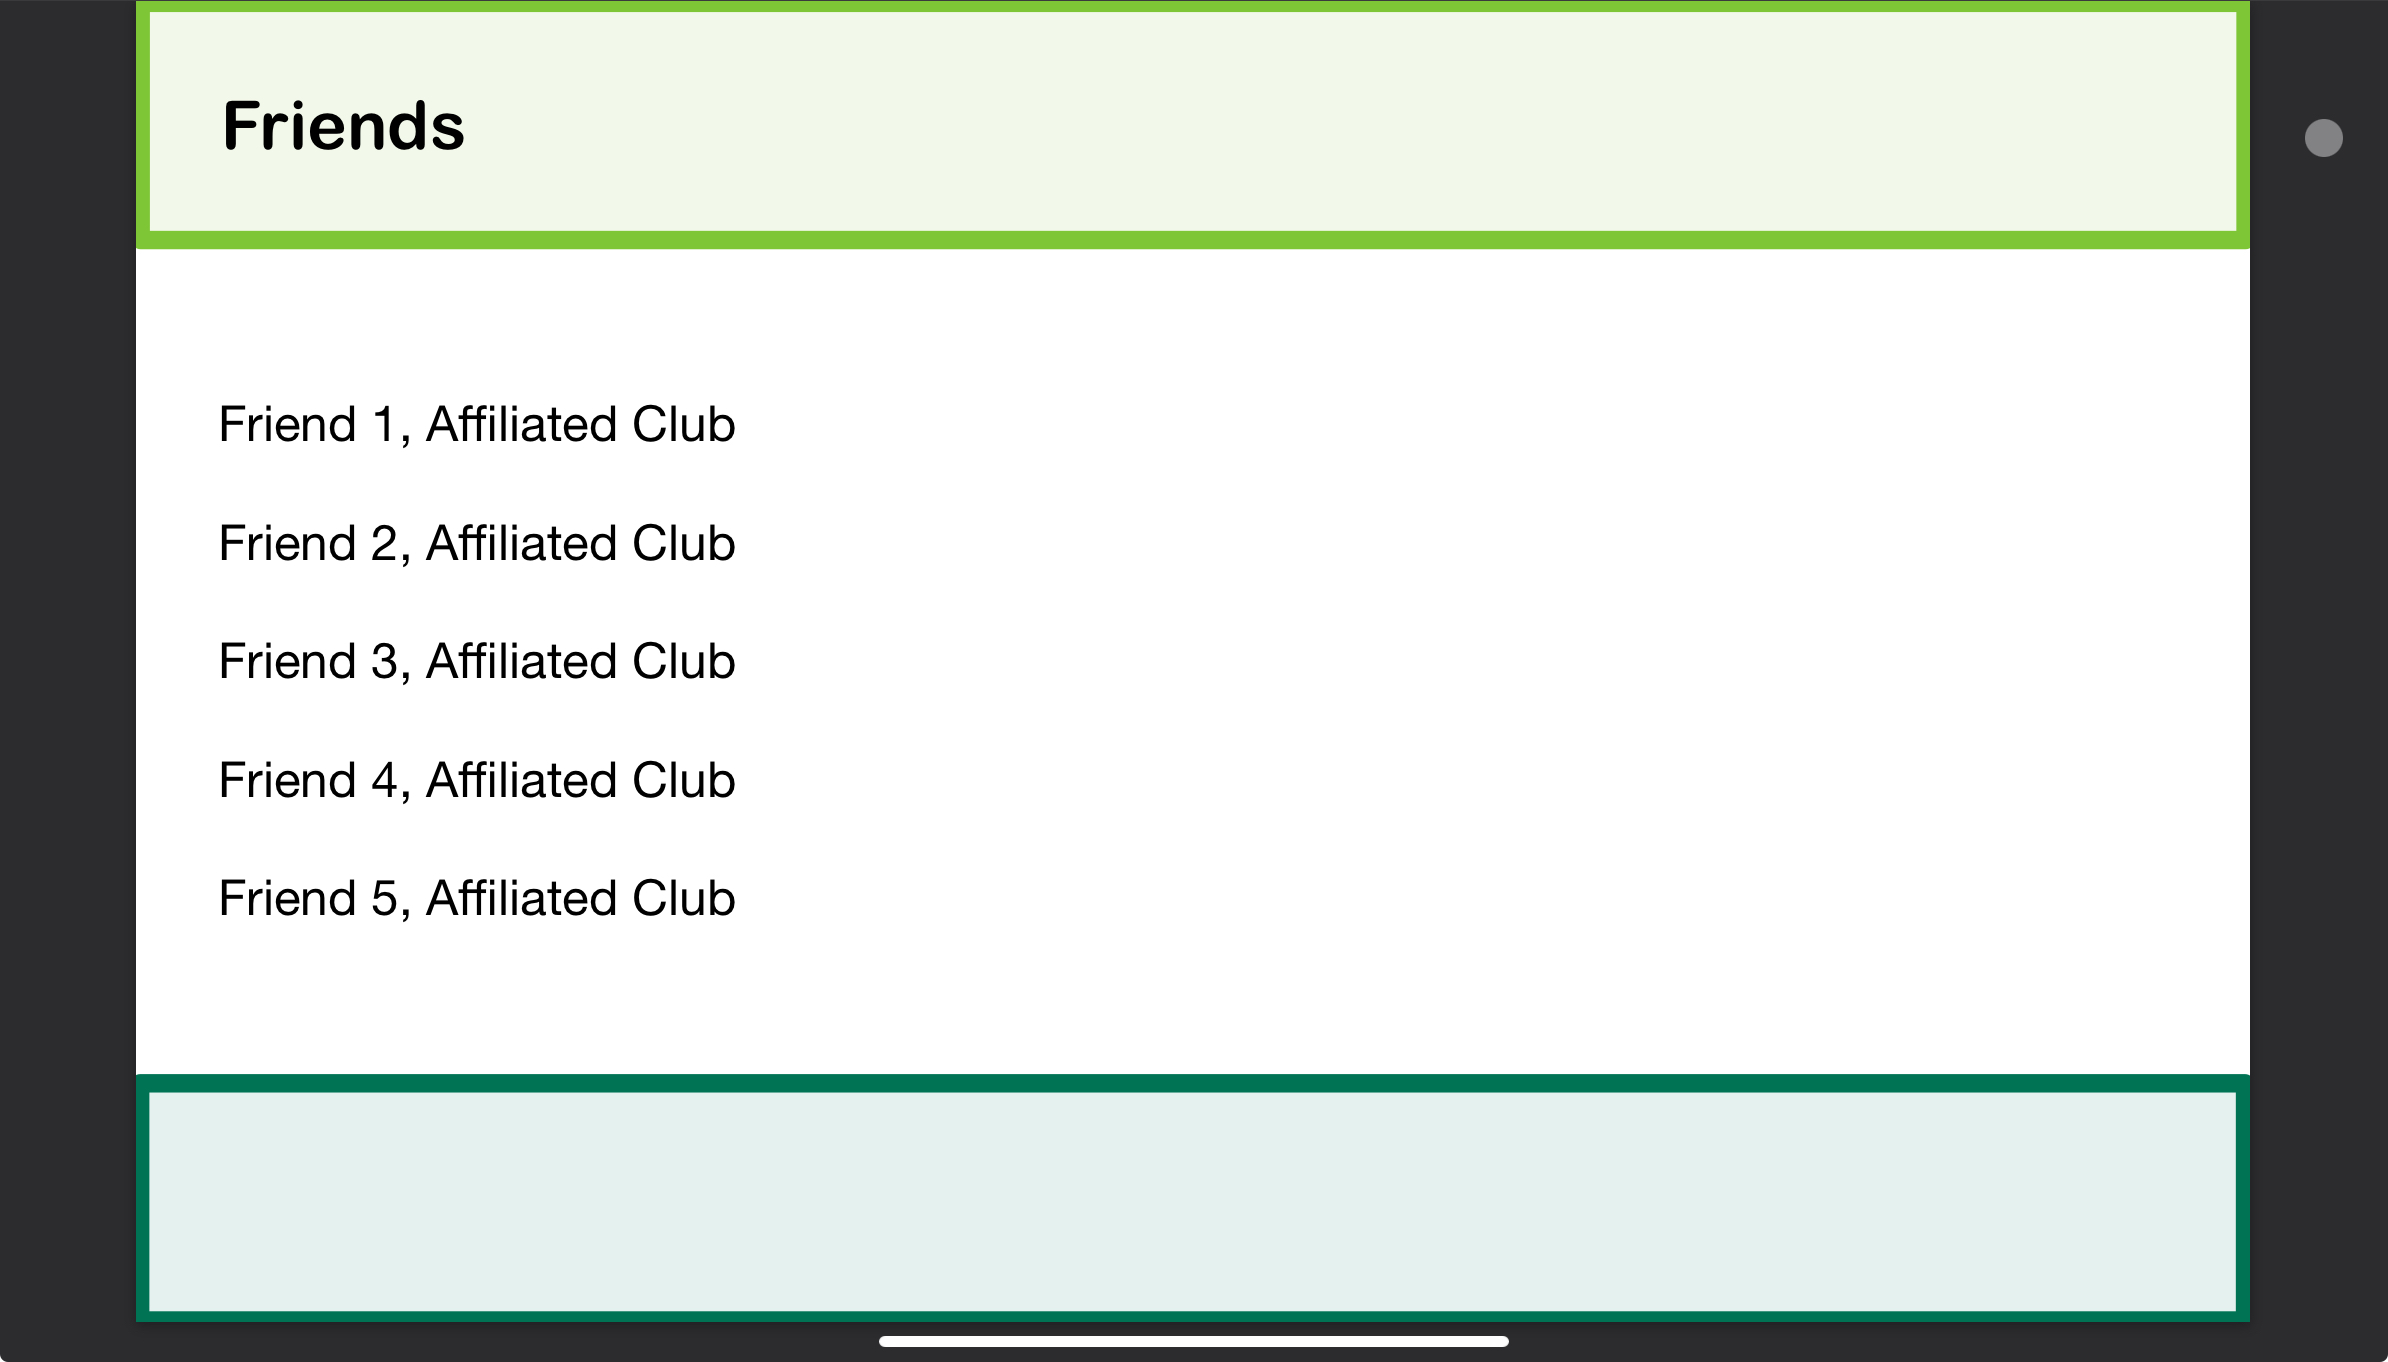 Friends
Friend 1, Affiliated Club
Friend 2, Affiliated Club
Friend 3, Affiliated Club
Friend 4, Affiliated Club
Friend 5, Affiliated Club